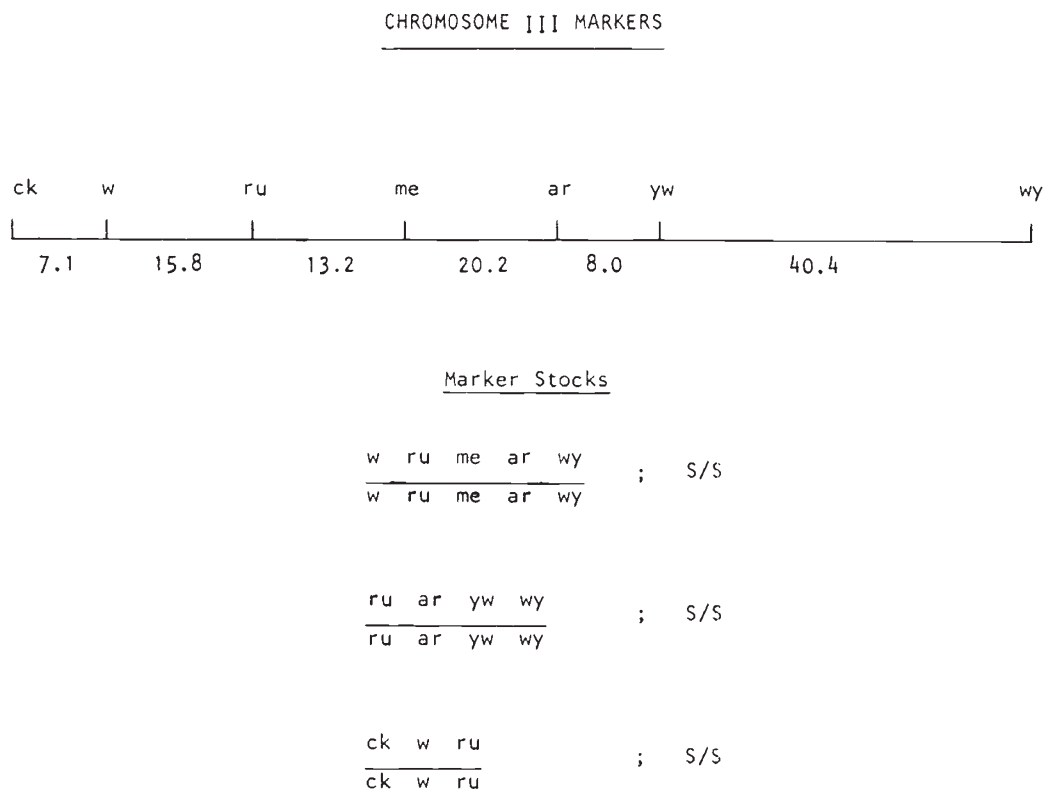 CHROMOSOME III MARKERS
ck w ru me ar yw wy
7.1 15.8 13.2 20.2 8.0 40.4
Marker Stocks
w ru me ar wy
; S/S
w ru me ar wy
ru ar yw wy
; S/S
ru ar yw wy
ck w ru
; S/S
ck w ru